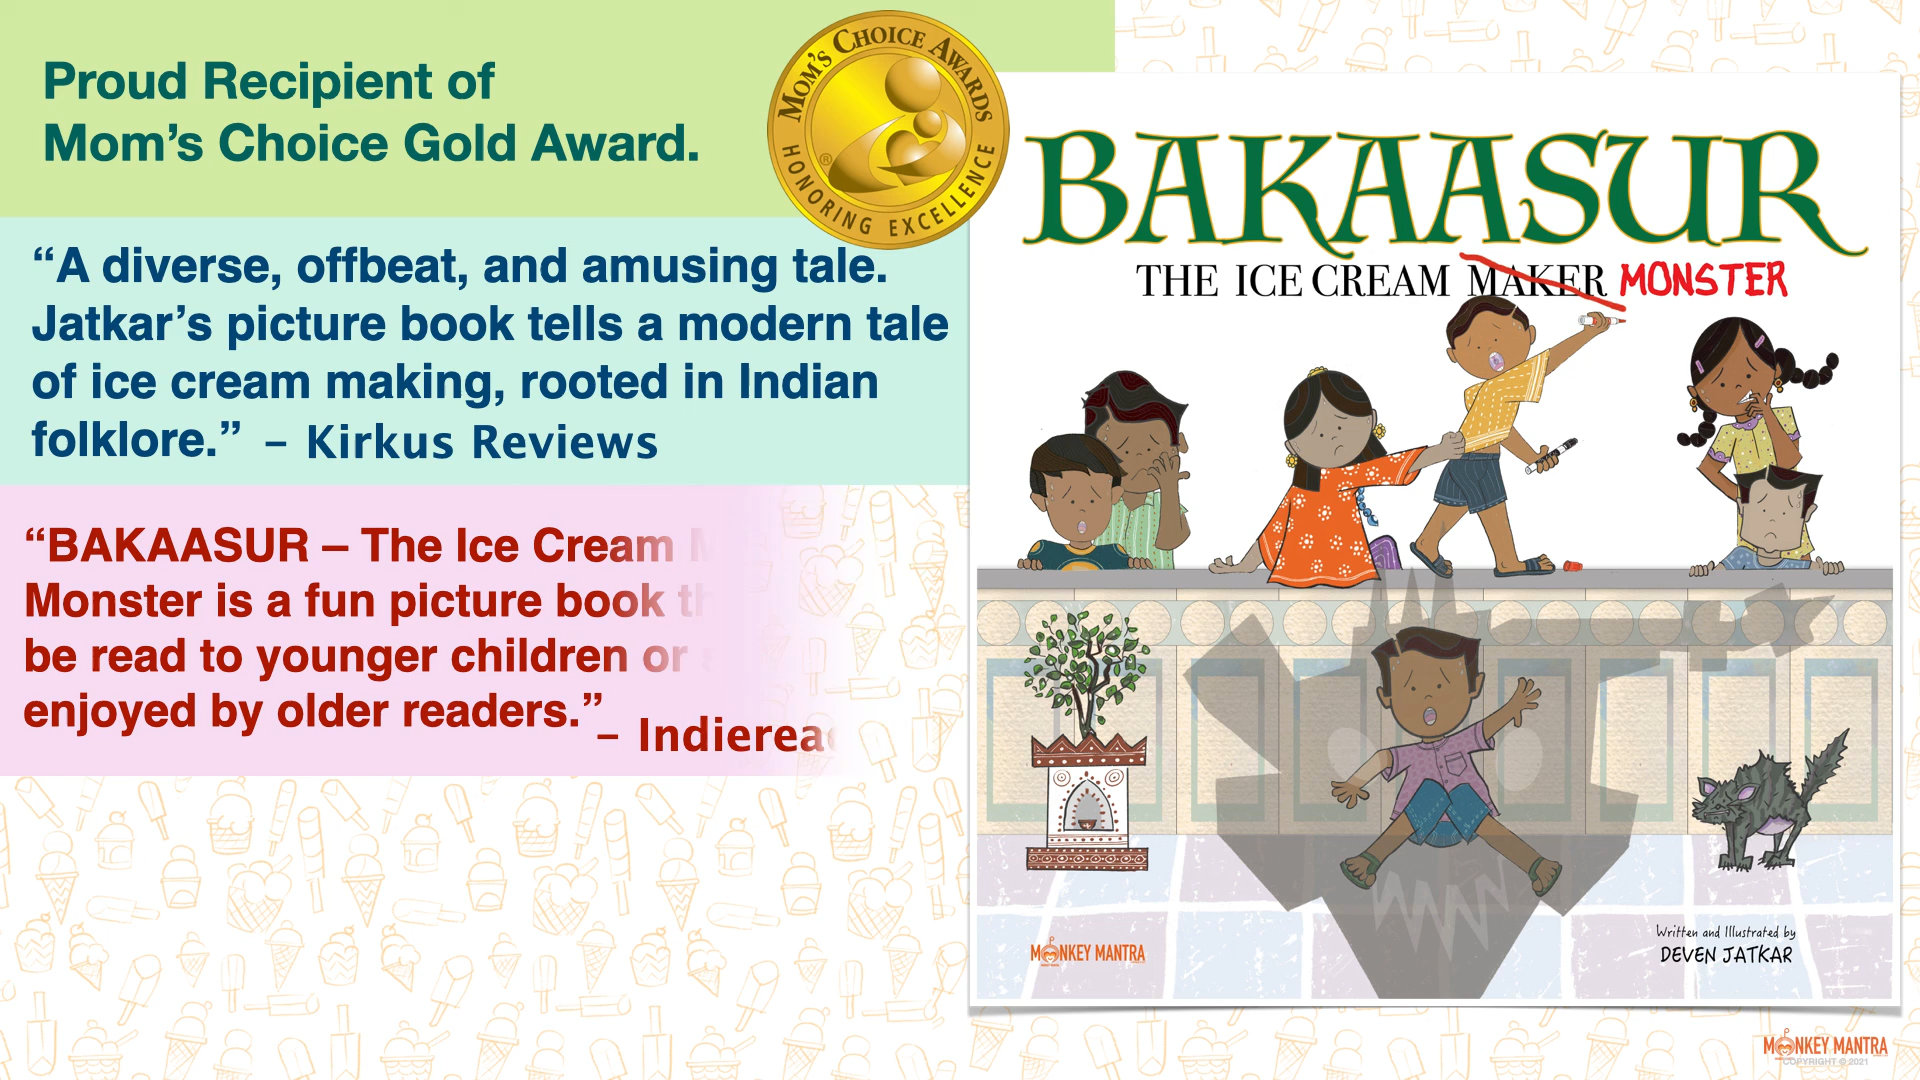 Proud Recipient of
Mom’s Choice Gold Award.
MOM’S CHOICE AWARDS
®
HONORING EXCELLENCE
“A diverse, offbeat, and amusing tale.
Jatkar’s picture book tells a modern tale
of ice cream making, rooted in Indian
folklore.” – Kirkus Reviews
“BAKAASUR – The Ice Cream
Monster is a fun picture book
be read to younger children or
enjoyed by older readers.”
–
BAKAASUR
THE ICE CREAM MAKER MONSTER
MONKEY MANTRA
Written and Illustrated by
DEVEN JATKAR
MONKEY MANTRA
COPYRIGHT © 2021